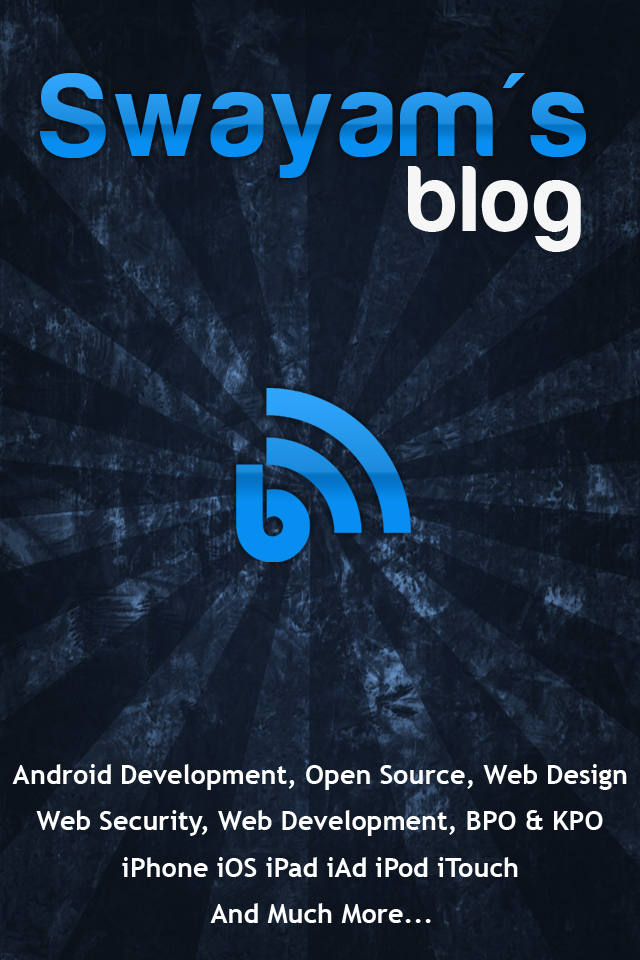 Swayam´s
blog
Android Development, Open Source, Web Design
Web Security, Web Development, BPO & KPO
iPhone iOS iPad iAd iPod iTouch
And Much More...